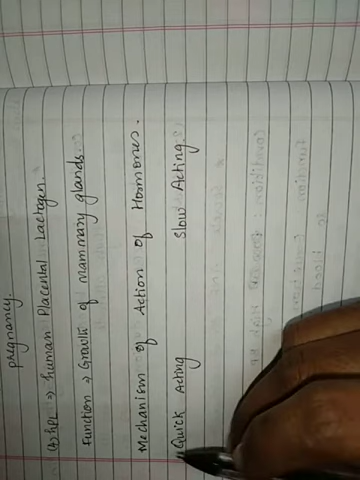 pregnancy.
(A) hPL ⇒ human Placental Lactogen.
Function ⇒ Growth of mammary glands.
Mechanism of Action of Hormones.
Quick Acting Slow Acting